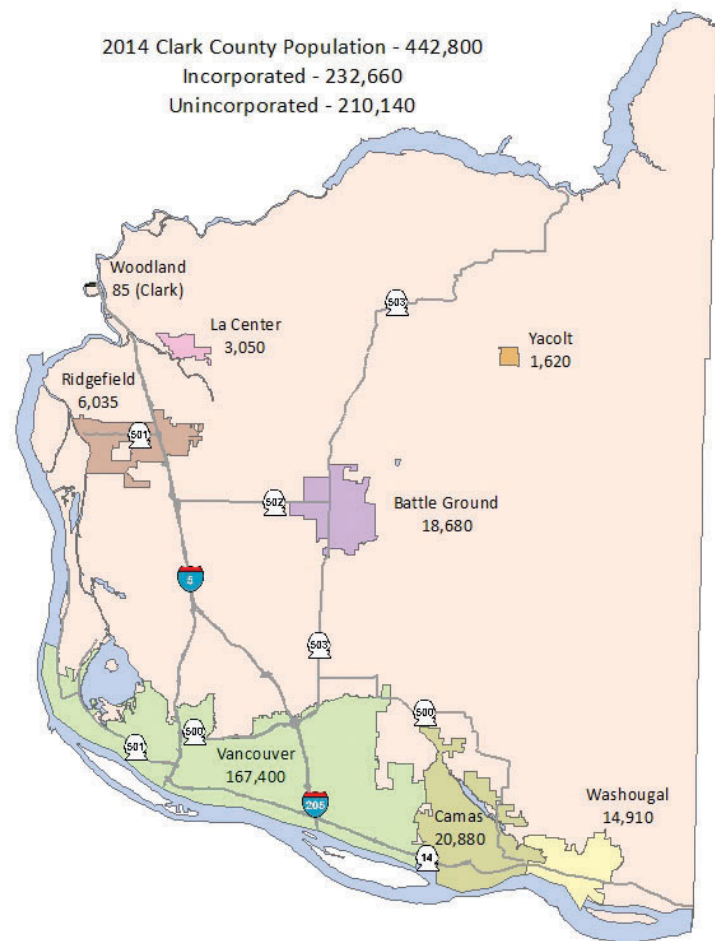 2014 Clark County Population - 442,800
Incorporated - 232,660
Unincorporated - 210,140
Woodland
85 (Clark)
503
La Center
3,050
Yacolt
1,620
Ridgefield
6,035
501
502
Battle Ground
18,680
5
503
500
500
501
Vancouver
167,400
205
Washougal
14,910
Camas
20,880
14